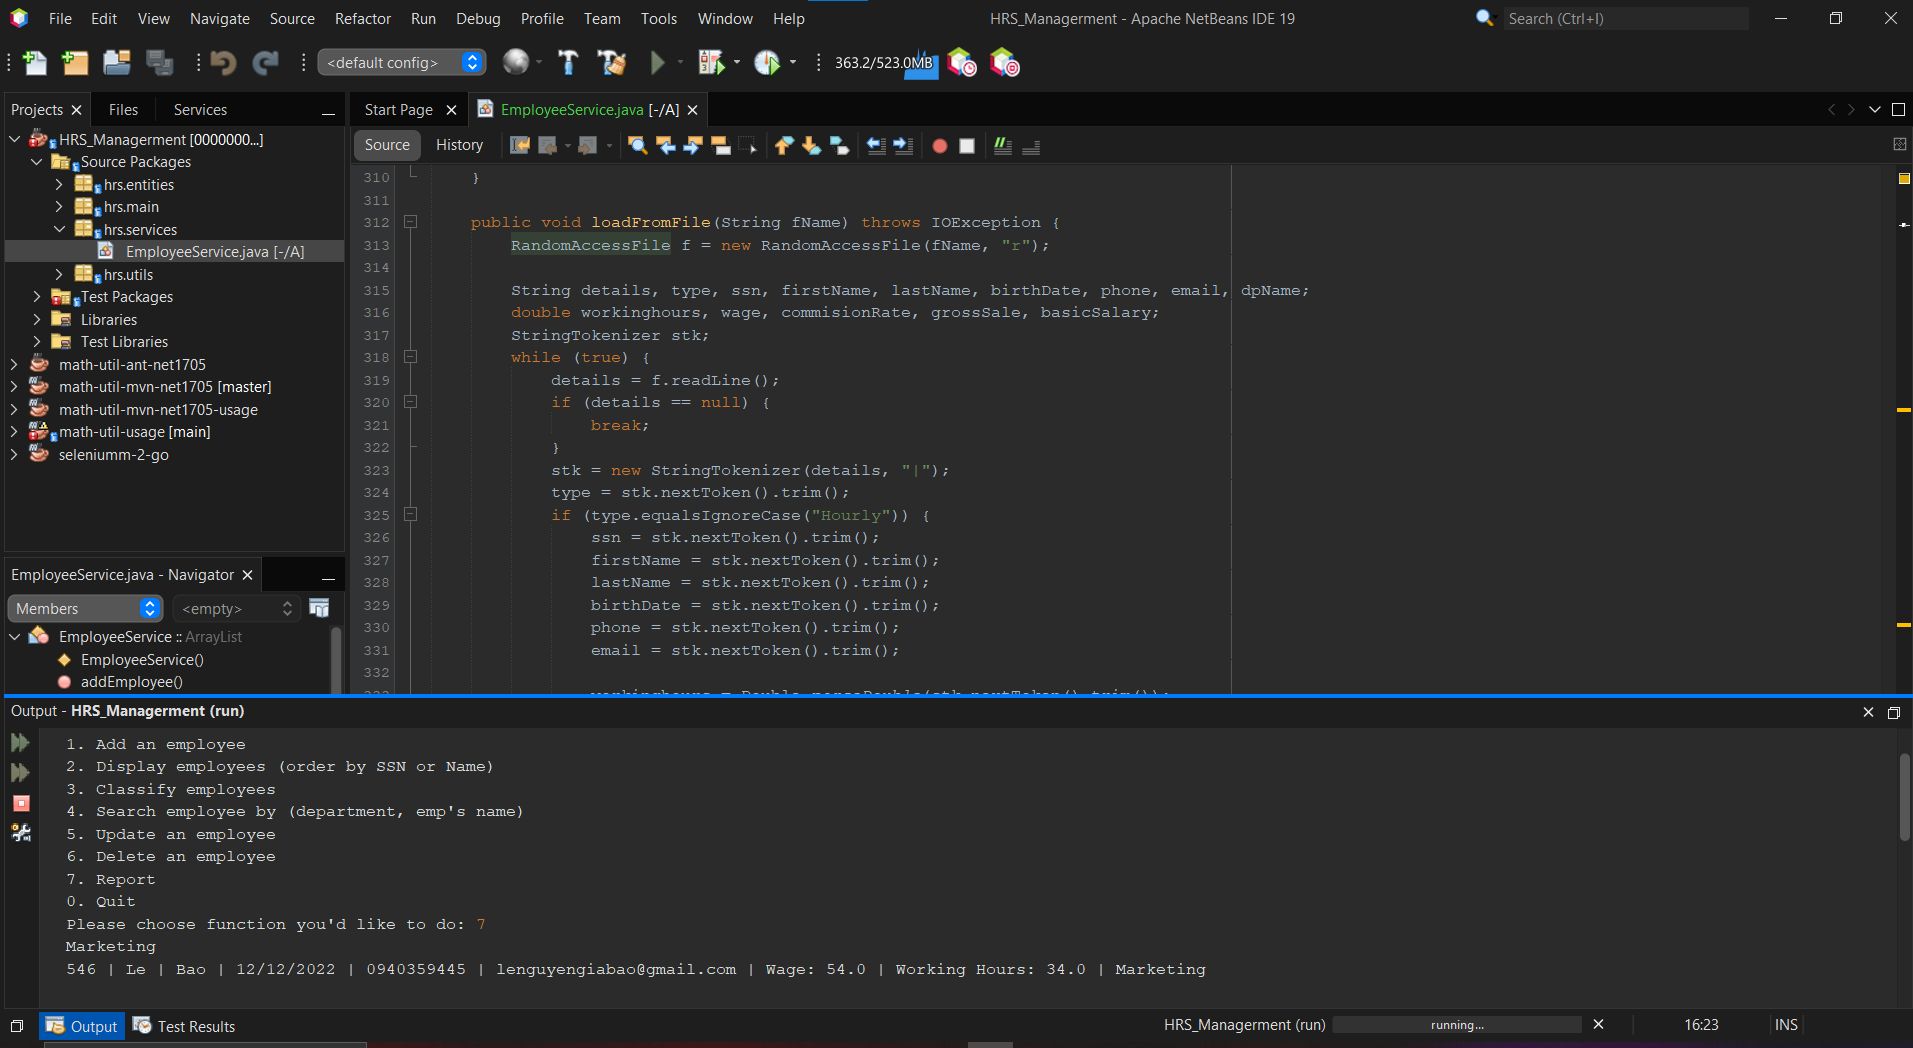 File Edit View Navigate Source Refactor Run Debug Profile Team Tools Window Help
HRS_Managerment - Apache NetBeans IDE 19
Search (Ctrl+I)
<default config>
363.2/523.0MB
Projects Files Services
Start Page EmployeeService.java [-/A]
Source History
HRS_Managerment [0000000...]
Source Packages
hrs.entities
hrs.main
hrs.services
EmployeeService.java [-/A]
hrs.utils
Test Packages
Libraries
Test Libraries
math-util-ant-net1705
math-util-mvn-net1705 [master]
math-util-mvn-net1705-usage
math-util-usage [main]
seleniumm-2-go
EmployeeService.java - Navigator
Members <empty>
EmployeeService :: ArrayList
EmployeeService()
addEmployee()
310 }
311
312 public void loadFromFile(String fName) throws IOException {
313 RandomAccessFile f = new RandomAccessFile(fName, "r");
314
315 String details, type, ssn, firstName, lastName, birthDate, phone, email, dpName;
316 double workinghours, wage, commisionRate, grossSale, basicSalary;
317 StringTokenizer stk;
318 while (true) {
319 details = f.readLine();
320 if (details == null) {
321 break;
322 }
323 stk = new StringTokenizer(details, "|");
324 type = stk.nextToken().trim();
325 if (type.equalsIgnoreCase("Hourly")) {
326 ssn = stk.nextToken().trim();
327 firstName = stk.nextToken().trim();
328 lastName = stk.nextToken().trim();
329 birthDate = stk.nextToken().trim();
330 phone = stk.nextToken().trim();
331 email = stk.nextToken().trim();
332
Output - HRS_Managerment (run)
1. Add an employee
2. Display employees (order by SSN or Name)
3. Classify employees
4. Search employee by (department, emp's name)
5. Update an employee
6. Delete an employee
7. Report
0. Quit
Please choose function you'd like to do: 7
Marketing
546 | Le | Bao | 12/12/2022 | 0940359445 | lenguyengiabao@gmail.com | Wage: 54.0 | Working Hours: 34.0 | Marketing
Output Test Results
HRS_Managerment (run) running... 16:23 INS